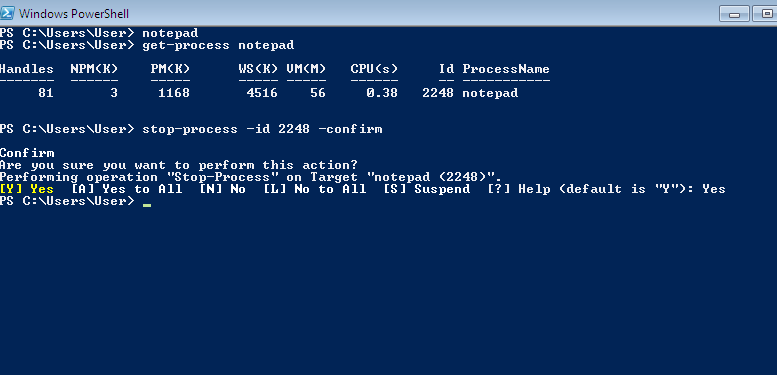 Windows PowerShell
PS C:\Users\User> notepad
PS C:\Users\User> get-process notepad
Handles  NPM(K)    PM(K)      WS(K) VM(M)   CPU(s)     Id ProcessName
-------  ------    -----      ----- -----   ------     -- -----------
     81       3     1168       4516    56     0.38   2248 notepad
PS C:\Users\User> stop-process -id 2248 -confirm
Confirm
Are you sure you want to perform this action?
Performing operation "Stop-Process" on Target "notepad (2248)".
[Y] Yes  [A] Yes to All  [N] No  [L] No to All  [S] Suspend  [?] Help (default is "Y"): Yes
PS C:\Users\User> _